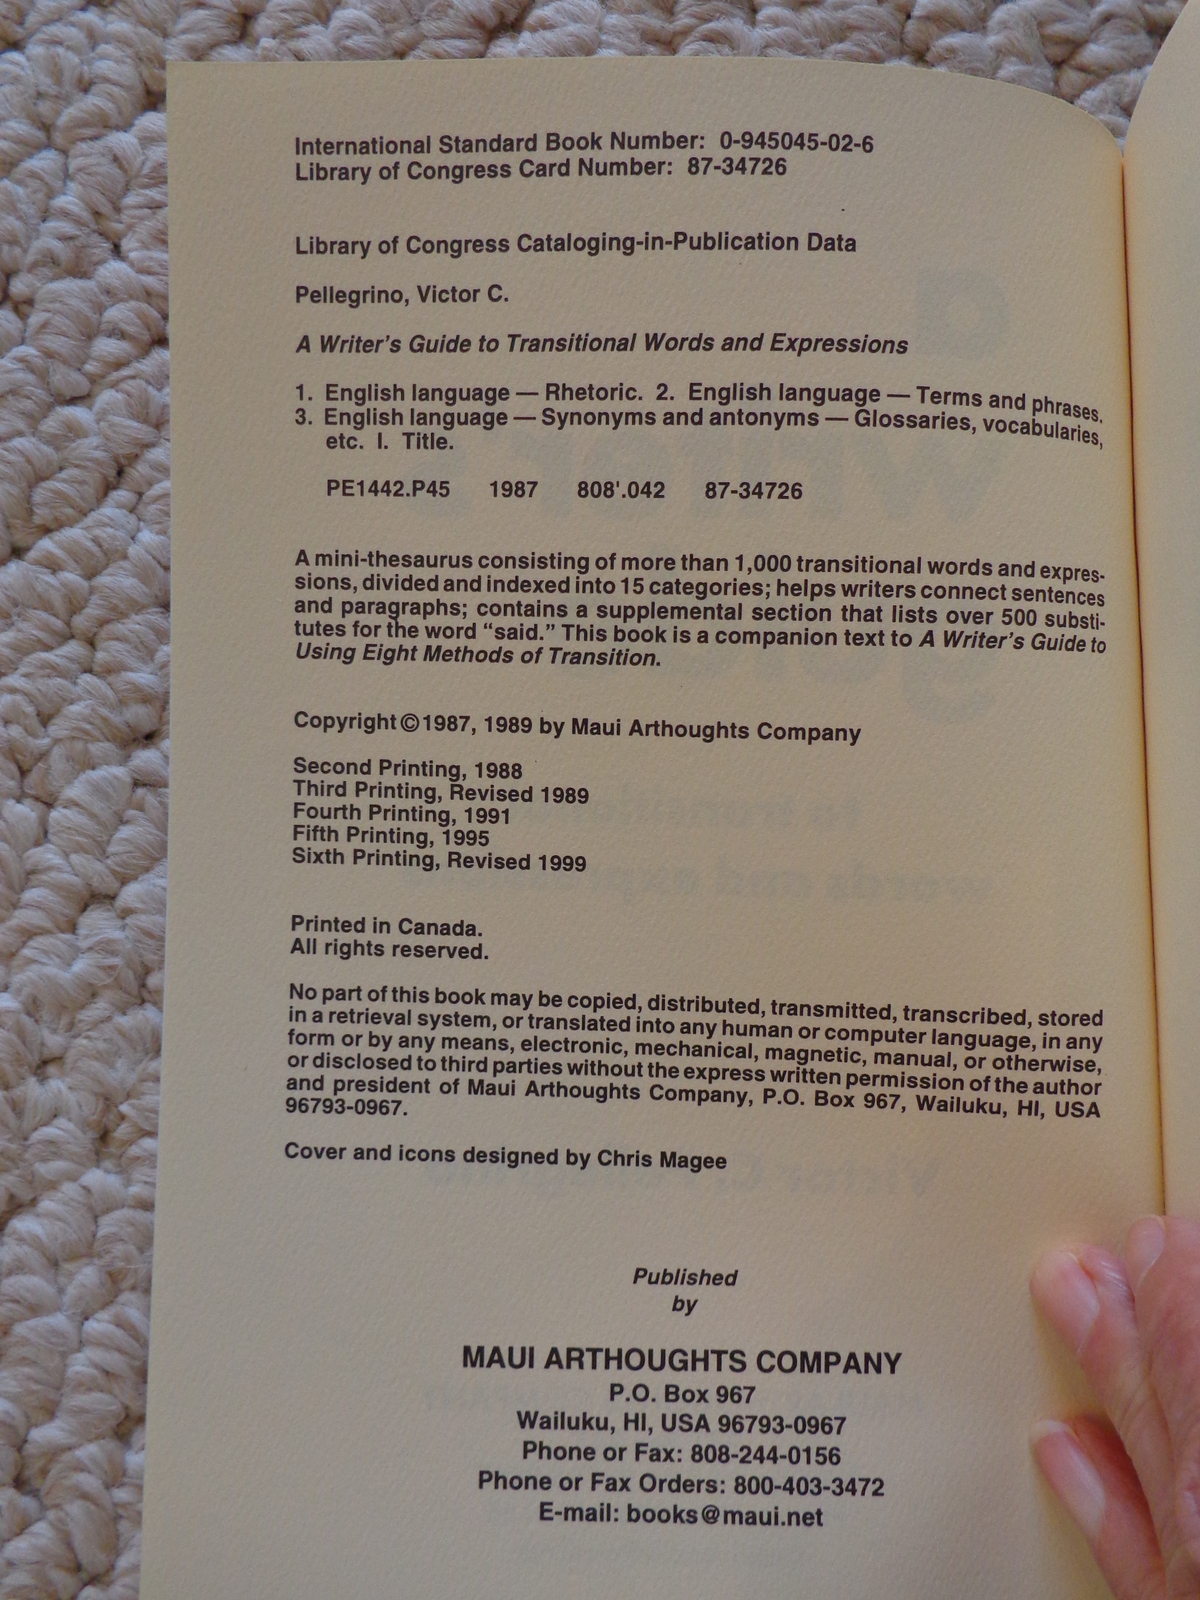 International Standard Book Number: 0-945045-02-6
Library of Congress Card Number: 87-34726
Library of Congress Cataloging-in-Publication Data
Pellegrino, Victor C.
A Writer's Guide to Transitional Words and Expressions
1. English language — Rhetoric. 2. English language — Terms and phrases.
3. English language — Synonyms and antonyms — Glossaries, vocabularies,
etc. I. Title.
PE1442.P45 1987 808'.042 87-34726
A mini-thesaurus consisting of more than 1,000 transitional words and expres-
sions, divided and indexed into 15 categories; helps writers connect sentences
and paragraphs; contains a supplemental section that lists over 500 substi-
tutes for the word “said.” This book is a companion text to A Writer's Guide to
Using Eight Methods of Transition.
Copyright©1987, 1989 by Maui Arthoughts Company
Second Printing, 1988
Third Printing, Revised 1989
Fourth Printing, 1991
Fifth Printing, 1995
Sixth Printing, Revised 1999
Printed in Canada.
All rights reserved.
No part of this book may be copied, distributed, transmitted, transcribed, stored
in a retrieval system, or translated into any human or computer language, in any
form or by any means, electronic, mechanical, magnetic, manual, or otherwise,
or disclosed to third parties without the express written permission of the author
and president of Maui Arthoughts Company, P.O. Box 967, Wailuku, HI, USA
96793-0967.
Cover and icons designed by Chris Magee
Published
by
MAUI ARTHOUGHTS COMPANY
P.O. Box 967
Wailuku, HI, USA 96793-0967
Phone or Fax: 808-244-0156
Phone or Fax Orders: 800-403-3472
E-mail: books@maui.net